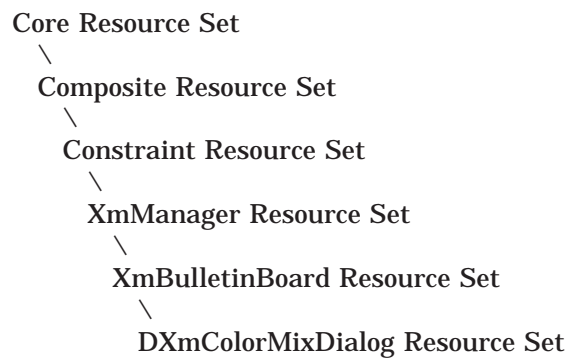 Core Resource Set
\
Composite Resource Set
\
Constraint Resource Set
\
XmManager Resource Set
\
XmBulletinBoard Resource Set
\
DXmColorMixDialog Resource Set